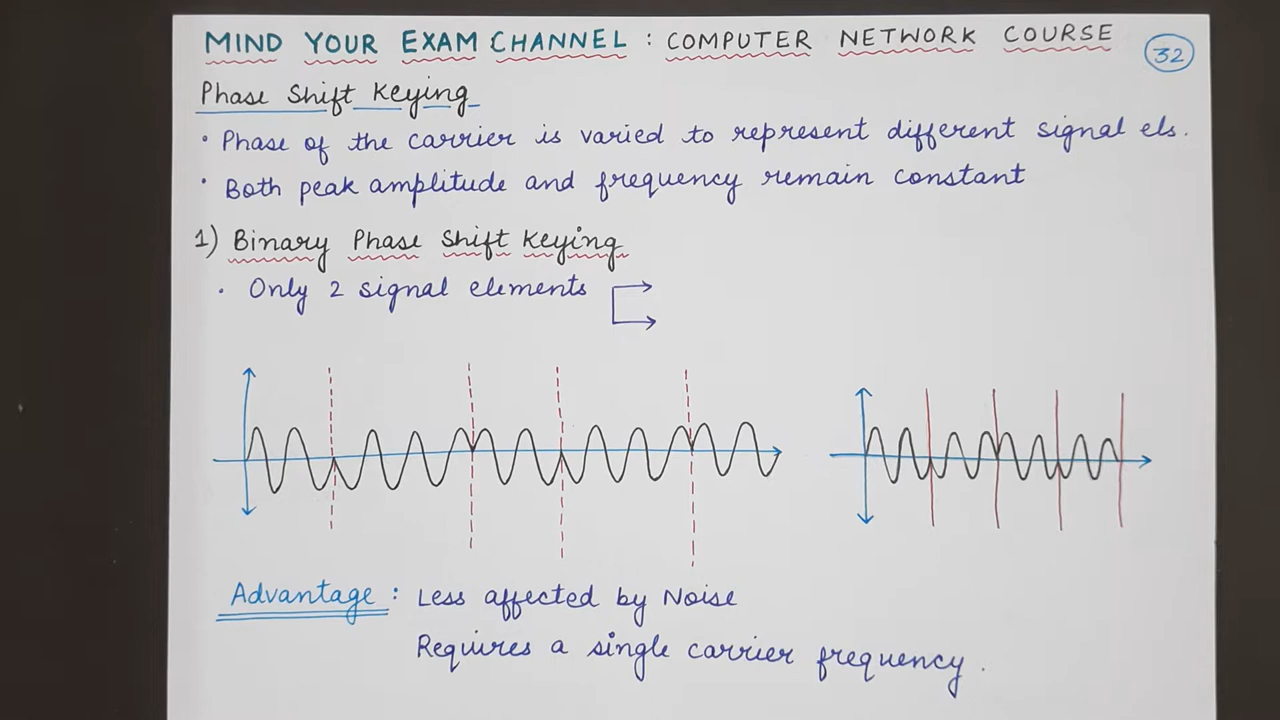 MIND YOUR EXAM CHANNEL : COMPUTER NETWORK COURSE
32
Phase Shift Keying
• Phase of the carrier is varied to represent different signal els.
• Both peak amplitude and frequency remain constant
1) Binary Phase Shift Keying
• Only 2 signal elements
Advantage : Less affected by Noise
Requires a single carrier frequency.